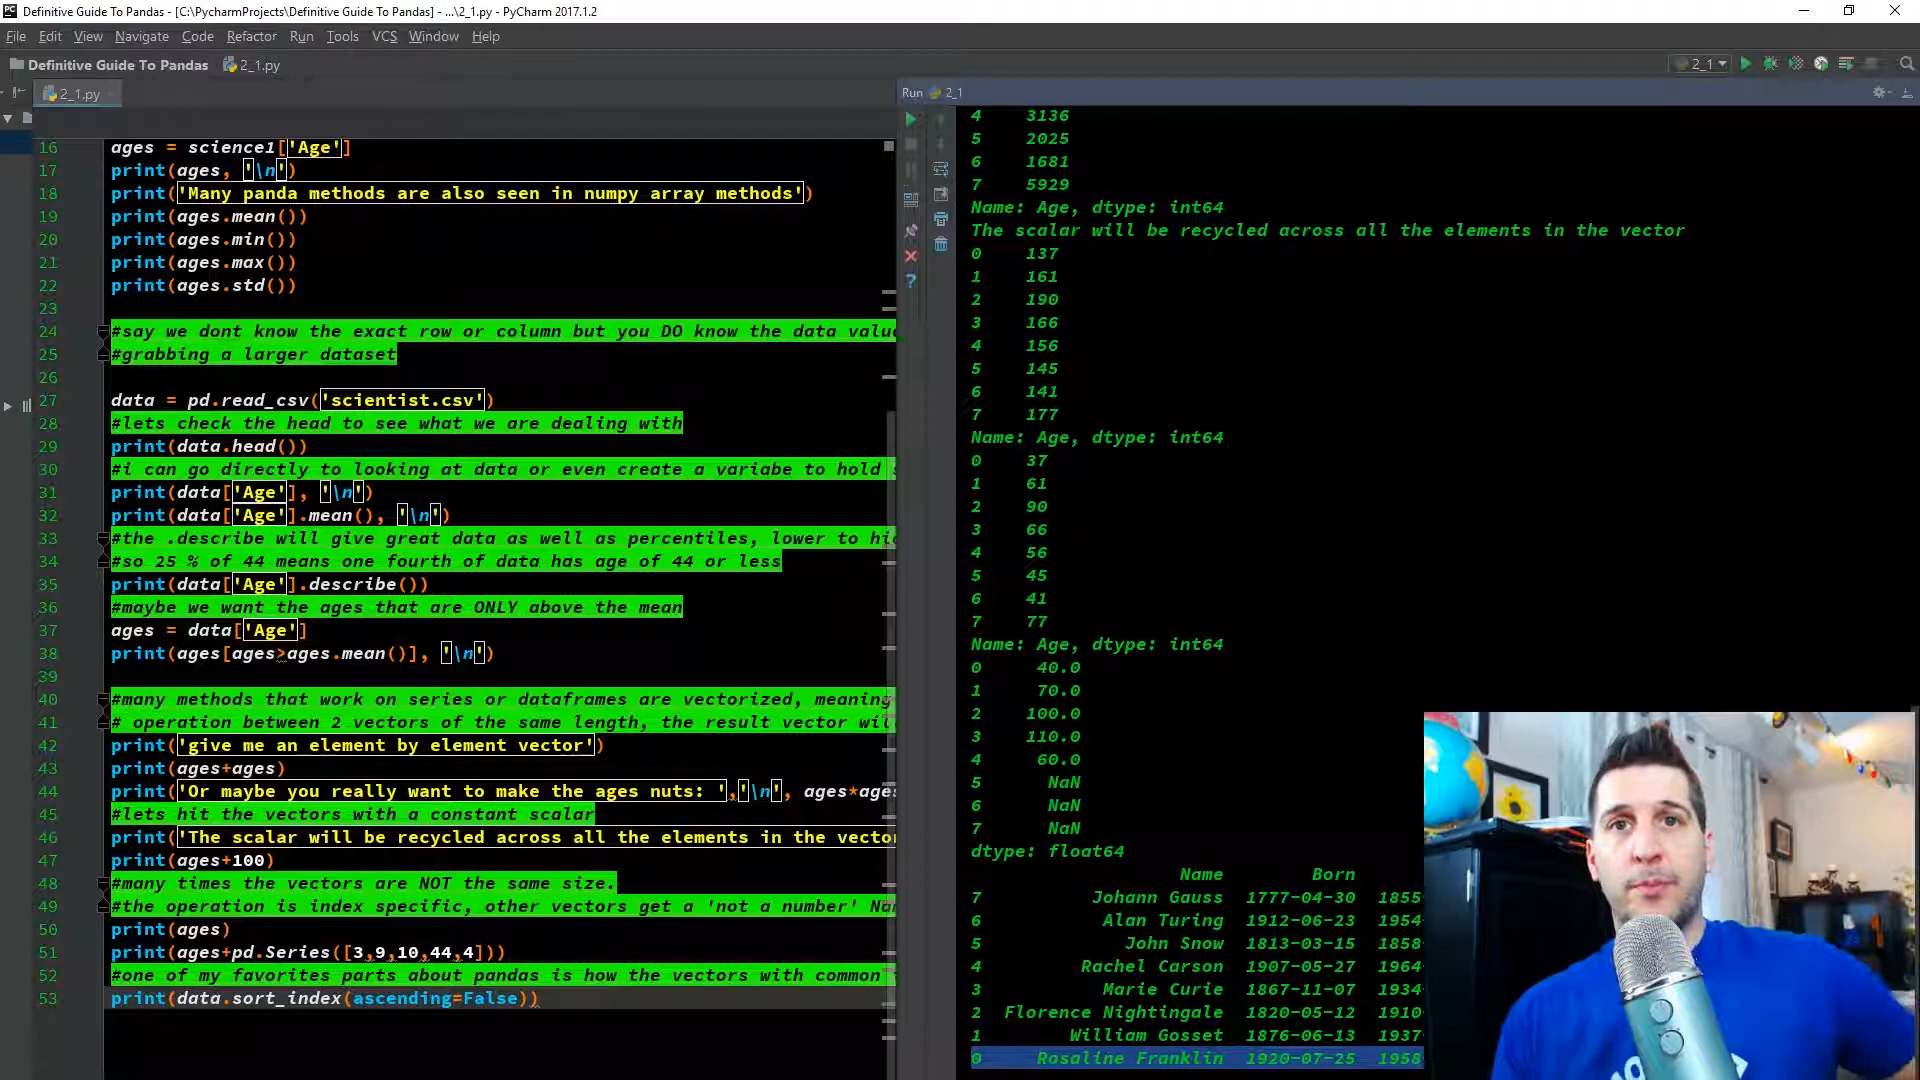 Definitive Guide To Pandas - [C:\PycharmProjects\Definitive Guide To Pandas] - ...\2_1.py - PyCharm 2017.1.2
File Edit View Navigate Code Refactor Run Tools VCS Window Help
Definitive Guide To Pandas 2_1.py
2_1
2_1.py
16 ages = science1['Age']
17 print(ages, '\n')
18 print('Many panda methods are also seen in numpy array methods')
19 print(ages.mean())
20 print(ages.min())
21 print(ages.max())
22 print(ages.std())
23
24 #say we dont know the exact row or column but you DO know the data valu
25 #grabbing a larger dataset
26
27 data = pd.read_csv('scientist.csv')
28 #lets check the head to see what we are dealing with
29 print(data.head())
30 #i can go directly to looking at data or even create a variabe to hold
31 print(data['Age'], '\n')
32 print(data['Age'].mean(), '\n')
33 #the .describe will give great data as well as percentiles, lower to hi
34 #so 25 % of 44 means one fourth of data has age of 44 or less
35 print(data['Age'].describe())
36 #maybe we want the ages that are ONLY above the mean
37 ages = data['Age']
38 print(ages[ages>ages.mean()], '\n')
39
40 #many methods that work on series or dataframes are vectorized, meaning
41 # operation between 2 vectors of the same length, the result vector wil
42 print('give me an element by element vector')
43 print(ages+ages)
44 print('Or maybe you really want to make the ages nuts: ','\n', ages*age
45 #lets hit the vectors with a constant scalar
46 print('The scalar will be recycled across all the elements in the vecto
47 print(ages+100)
48 #many times the vectors are NOT the same size.
49 #the operation is index specific, other vectors get a 'not a number' Na
50 print(ages)
51 print(ages+pd.Series([3,9,10,44,4]))
52 #one of my favorites parts about pandas is how the vectors with common
53 print(data.sort_index(ascending=False))
Run 2_1
4 3136
5 2025
6 1681
7 5929
Name: Age, dtype: int64
The scalar will be recycled across all the elements in the vector
0 137
1 161
2 190
3 166
4 156
5 145
6 141
7 177
Name: Age, dtype: int64
0 37
1 61
2 90
3 66
4 56
5 45
6 41
7 77
Name: Age, dtype: int64
0 40.0
1 70.0
2 100.0
3 110.0
4 60.0
5 NaN
6 NaN
7 NaN
dtype: float64
Name Born
7 Johann Gauss 1777-04-30 1855
6 Alan Turing 1912-06-23 1954
5 John Snow 1813-03-15 1858
4 Rachel Carson 1907-05-27 1964
3 Marie Curie 1867-11-07 1934
2 Florence Nightingale 1820-05-12 1910
1 William Gosset 1876-06-13 1937
0 Rosaline Franklin 1920-07-25 1958